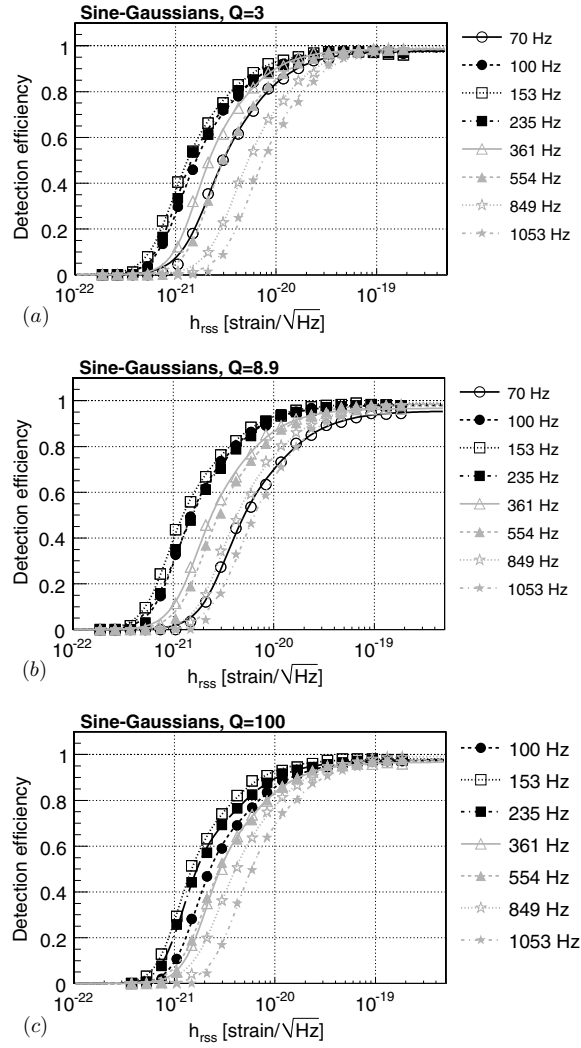 Sine-Gaussians, Q=3
Detection efficiency
1
0.8
0.6
0.4
0.2
0
10^-22
10^-21
10^-20
10^-19
h_rss [strain/√Hz]
(a)
70 Hz
100 Hz
153 Hz
235 Hz
361 Hz
554 Hz
849 Hz
1053 Hz
Sine-Gaussians, Q=8.9
Detection efficiency
1
0.8
0.6
0.4
0.2
0
10^-22
10^-21
10^-20
10^-19
h_rss [strain/√Hz]
(b)
70 Hz
100 Hz
153 Hz
235 Hz
361 Hz
554 Hz
849 Hz
1053 Hz
Sine-Gaussians, Q=100
Detection efficiency
1
0.8
0.6
0.4
0.2
0
10^-22
10^-21
10^-20
10^-19
h_rss [strain/√Hz]
(c)
100 Hz
153 Hz
235 Hz
361 Hz
554 Hz
849 Hz
1053 Hz